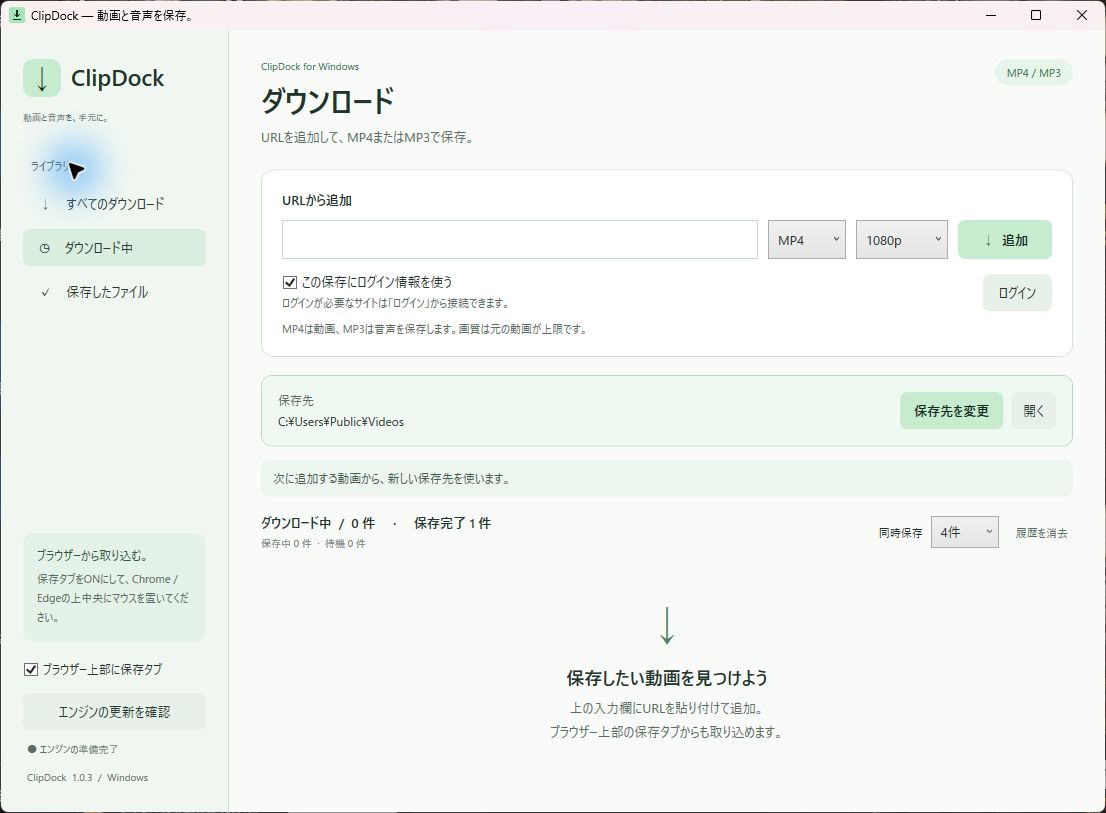 ClipDock — 動画と音声を保存。
ClipDock
動画と音声を、手元に。
ライブラリ
↓ すべてのダウンロード
ダウンロード中
✓ 保存したファイル
ブラウザーから取り込む。
保存タブをONにして、Chrome /
Edgeの上中央にマウスを置いてくだ
さい。
ブラウザー上部に保存タブ
エンジンの更新を確認
● エンジンの準備完了
ClipDock 1.0.3 / Windows
ClipDock for Windows
MP4 / MP3
ダウンロード
URLを追加して、MP4またはMP3で保存。
URLから追加
MP4
1080p
↓ 追加
この保存にログイン情報を使う
ログインが必要なサイトは「ログイン」から接続できます。
ログイン
MP4は動画、MP3は音声を保存します。画質は元の動画が上限です。
保存先
C:¥Users¥Public¥Videos
保存先を変更
開く
次に追加する動画から、新しい保存先を使います。
ダウンロード中 / 0 件 · 保存完了 1 件
保存中 0 件 · 待機 0 件
同時保存
4件
履歴を消去
↓
保存したい動画を見つけよう
上の入力欄にURLを貼り付けて追加。
ブラウザー上部の保存タブからも取り込めます。